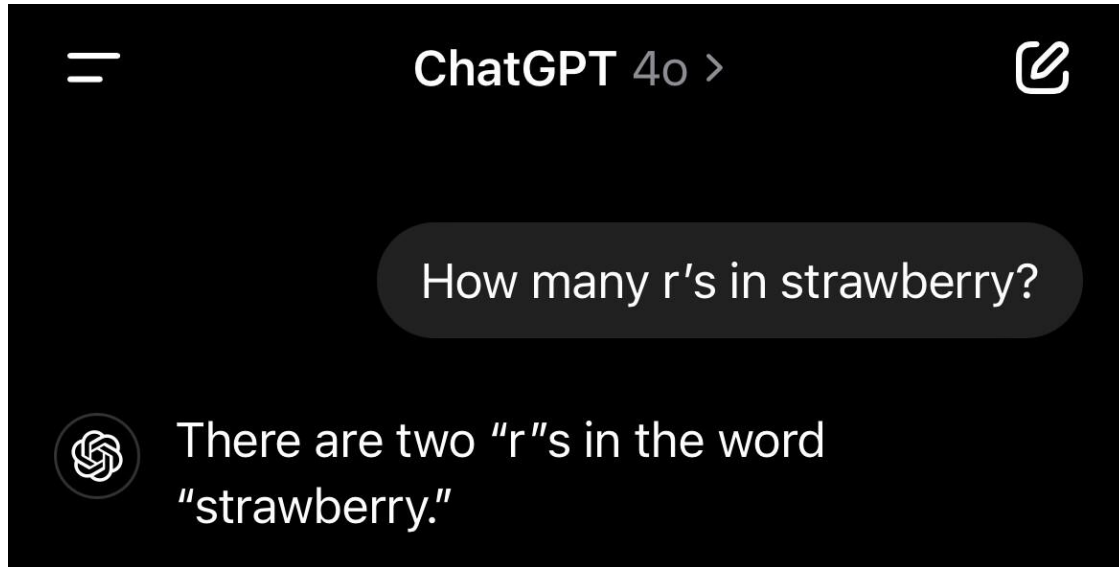 ChatGPT 4o >
How many r’s in strawberry?
There are two “r”s in the word
“strawberry.”